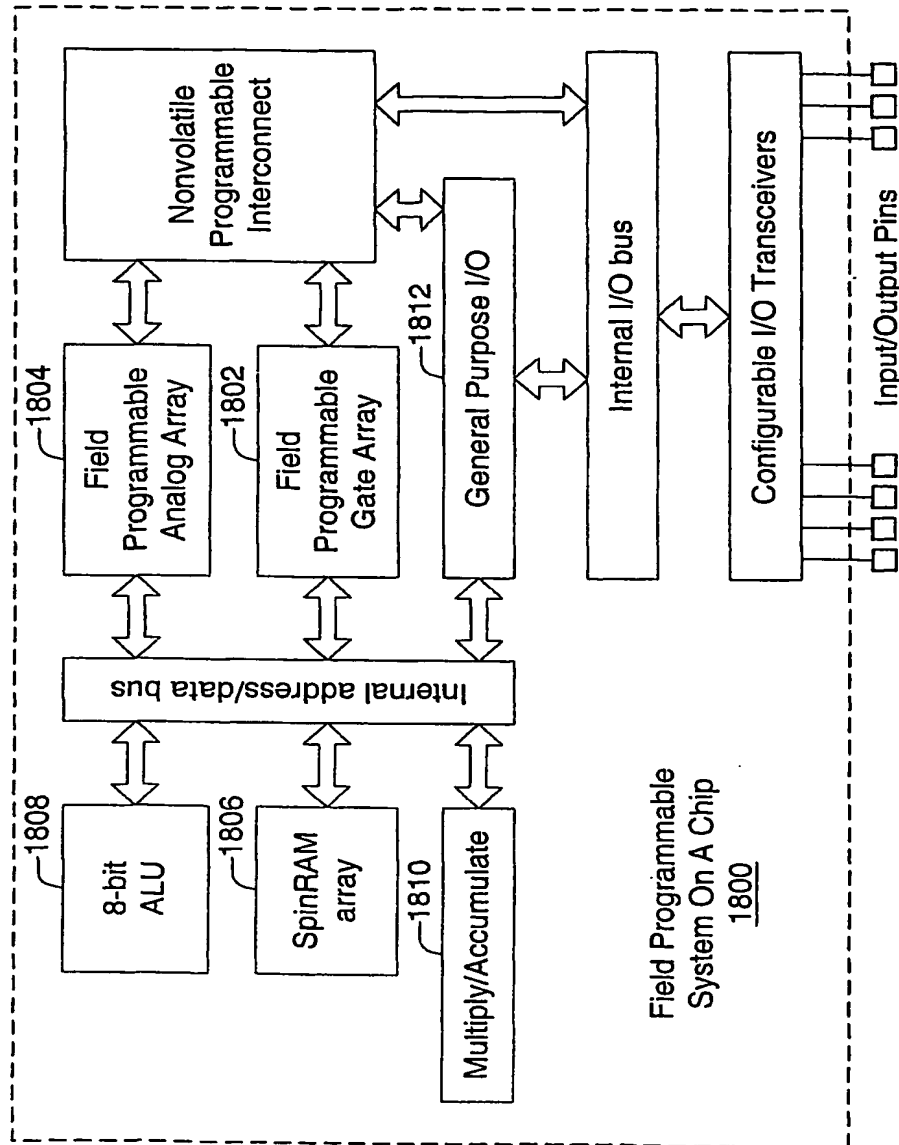 1808
8-bit
ALU
1806
SpinRAM
array
1810
Multiply/Accumulate
Internal address/data bus
1804
Field
Programmable
Analog Array
1802
Field
Programmable
Gate Array
1812
General Purpose I/O
Nonvolatile
Programmable
Interconnect
Internal I/O bus
Configurable I/O Transceivers
Input/Output Pins
Field Programmable
System On A Chip
1800